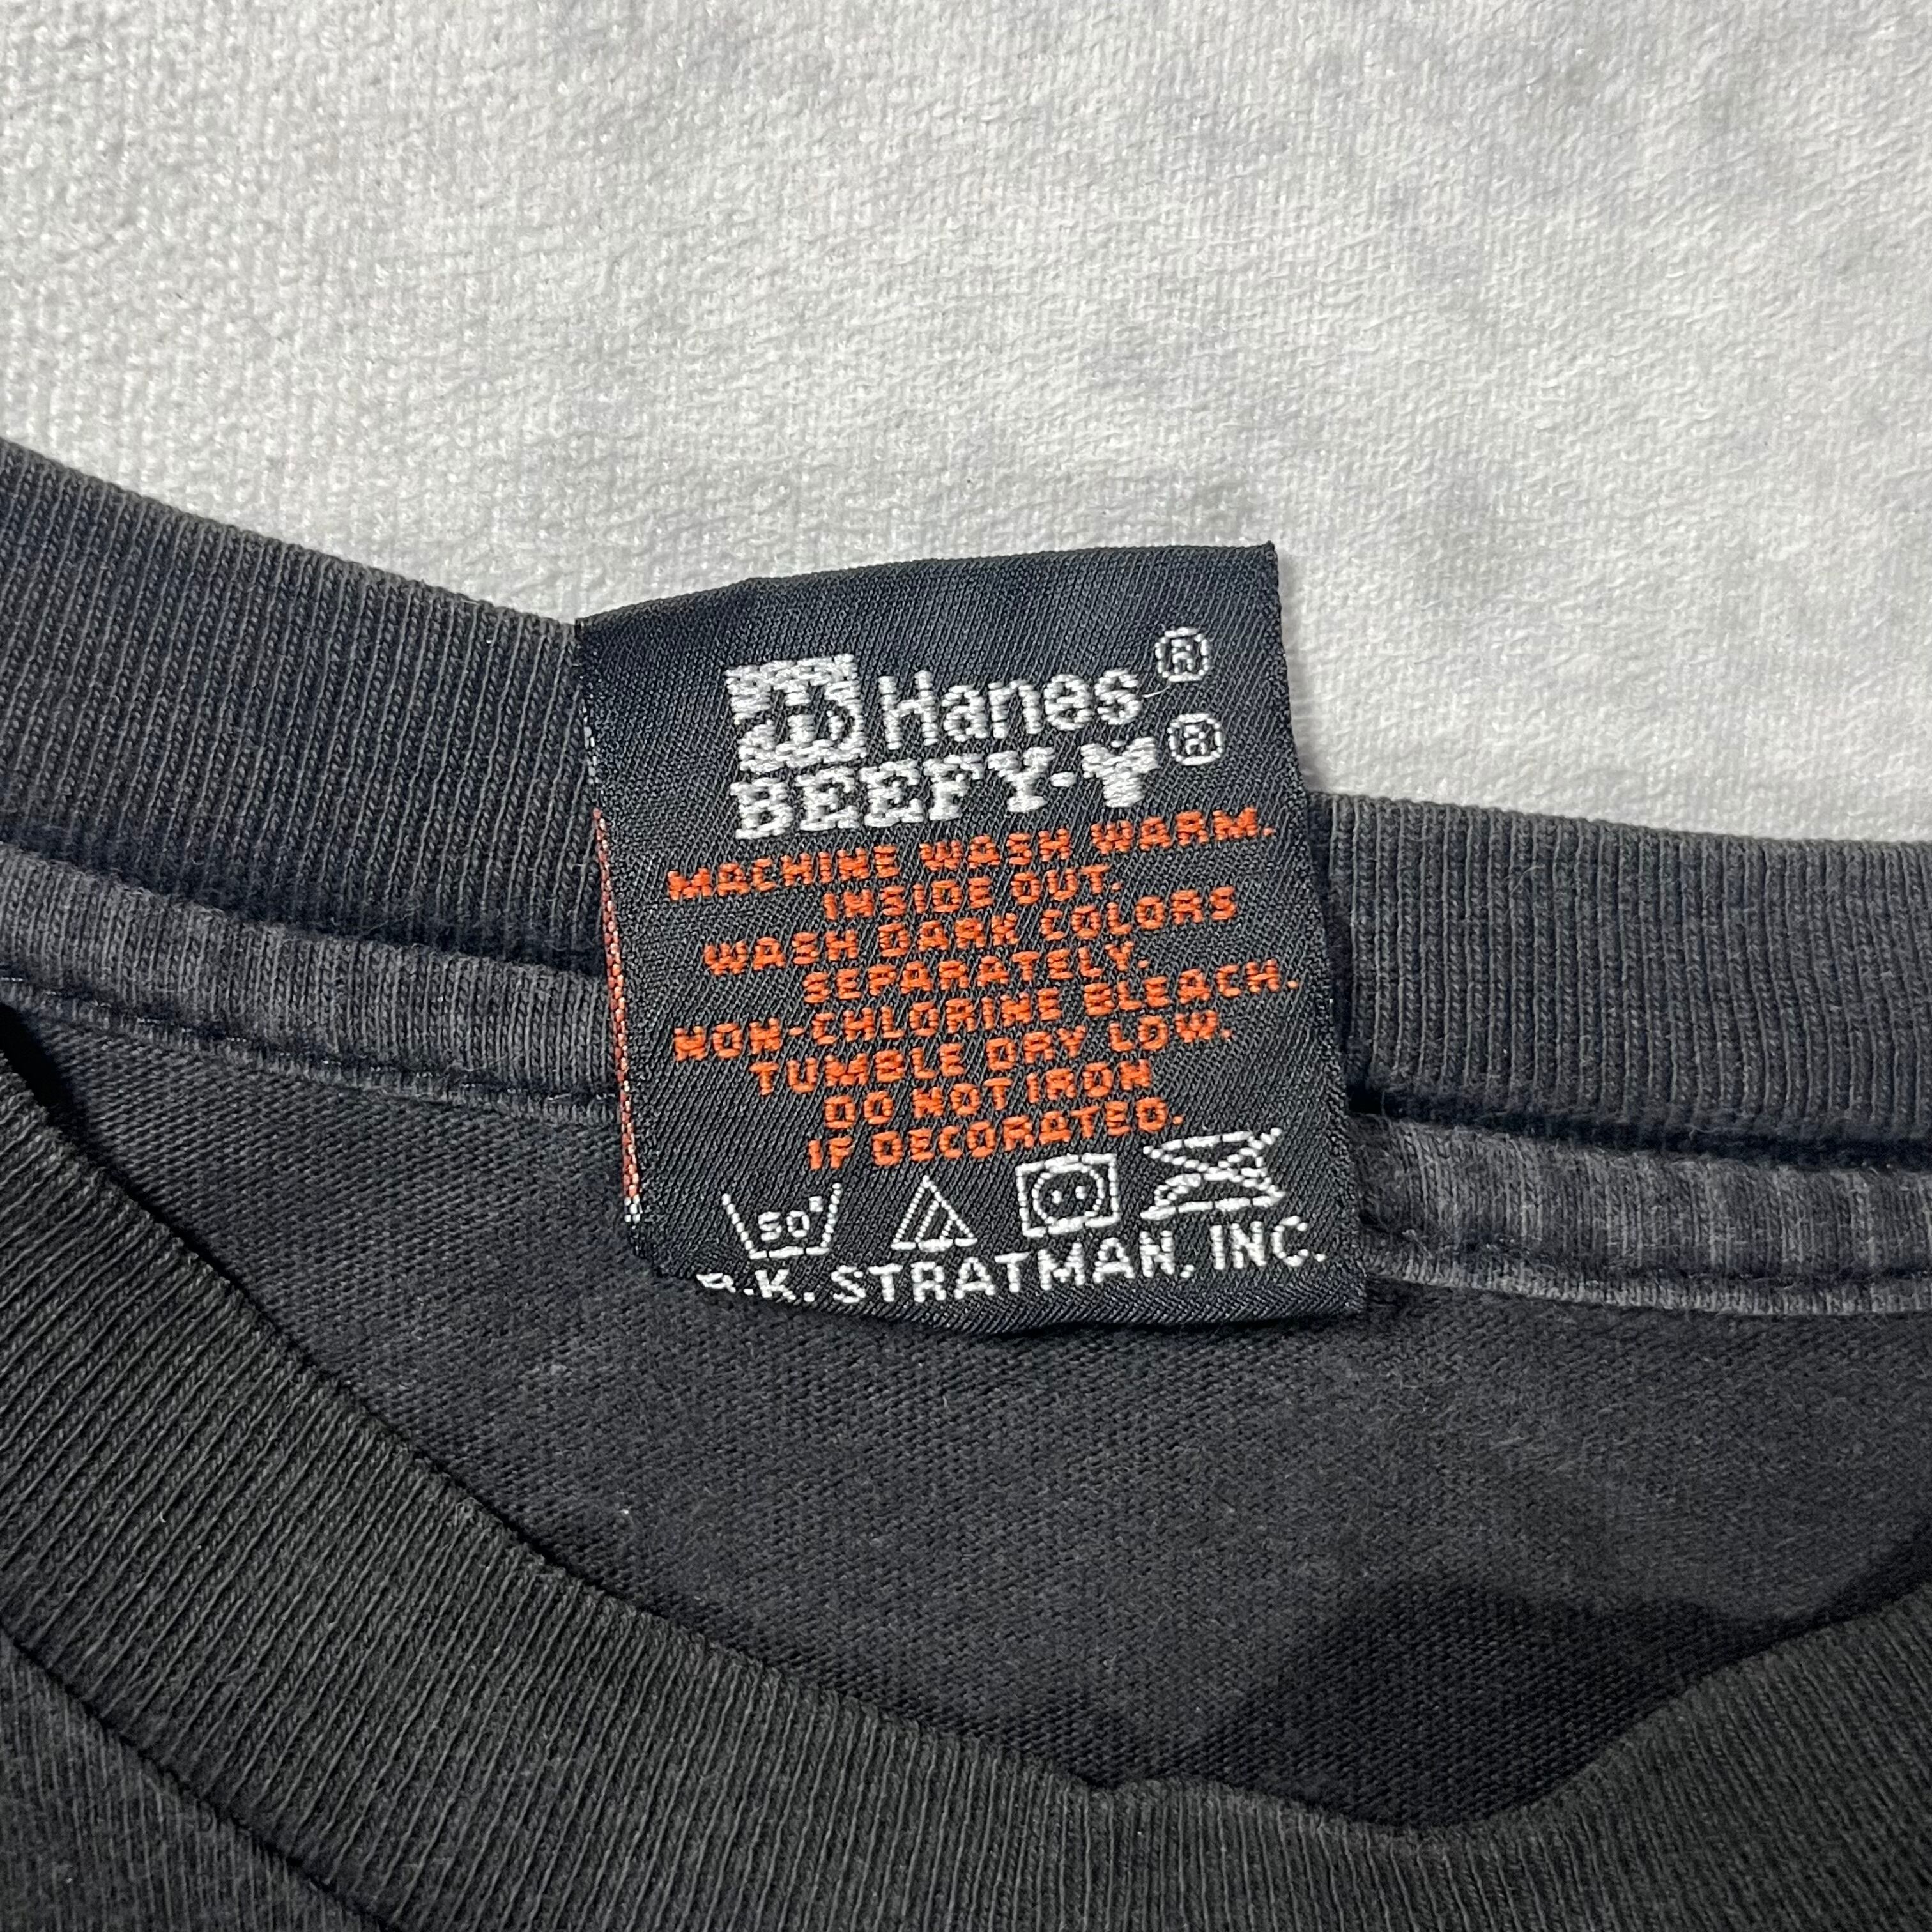 Hanes®
BEEFY-T®
MACHINE WASH WARM.
INSIDE OUT.
WASH DARK COLORS
SEPARATELY.
NON-CHLORINE BLEACH.
TUMBLE DRY LOW.
DO NOT IRON
IF DECORATED.
50°
R.K. STRATMAN, INC.